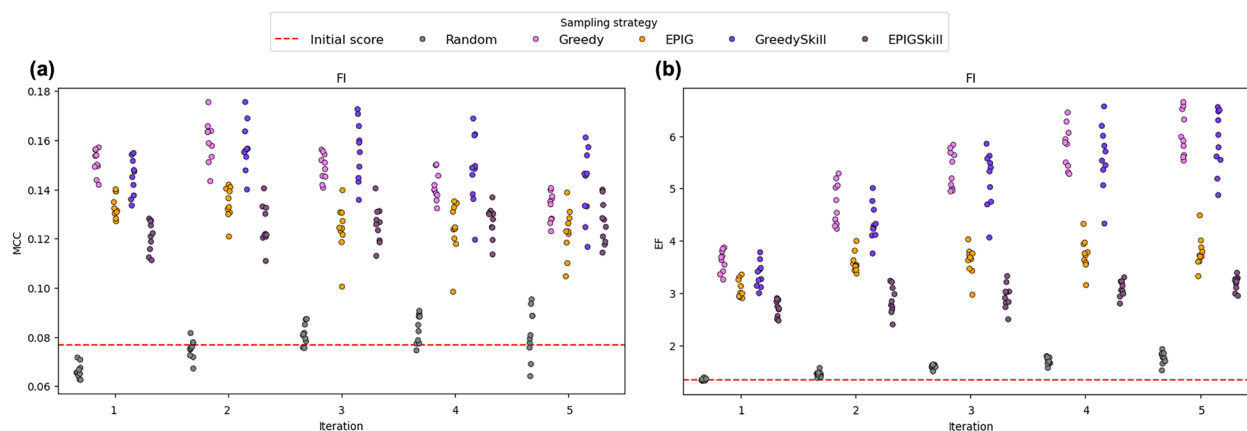 Sampling strategy
Initial score Random Greedy EPIG GreedySkill EPIGSkill
(a)
FI
MCC
0.18
0.16
0.14
0.12
0.10
0.08
0.06
1 2 3 4 5
Iteration
(b)
FI
EF
6
5
4
3
2
1 2 3 4 5
Iteration